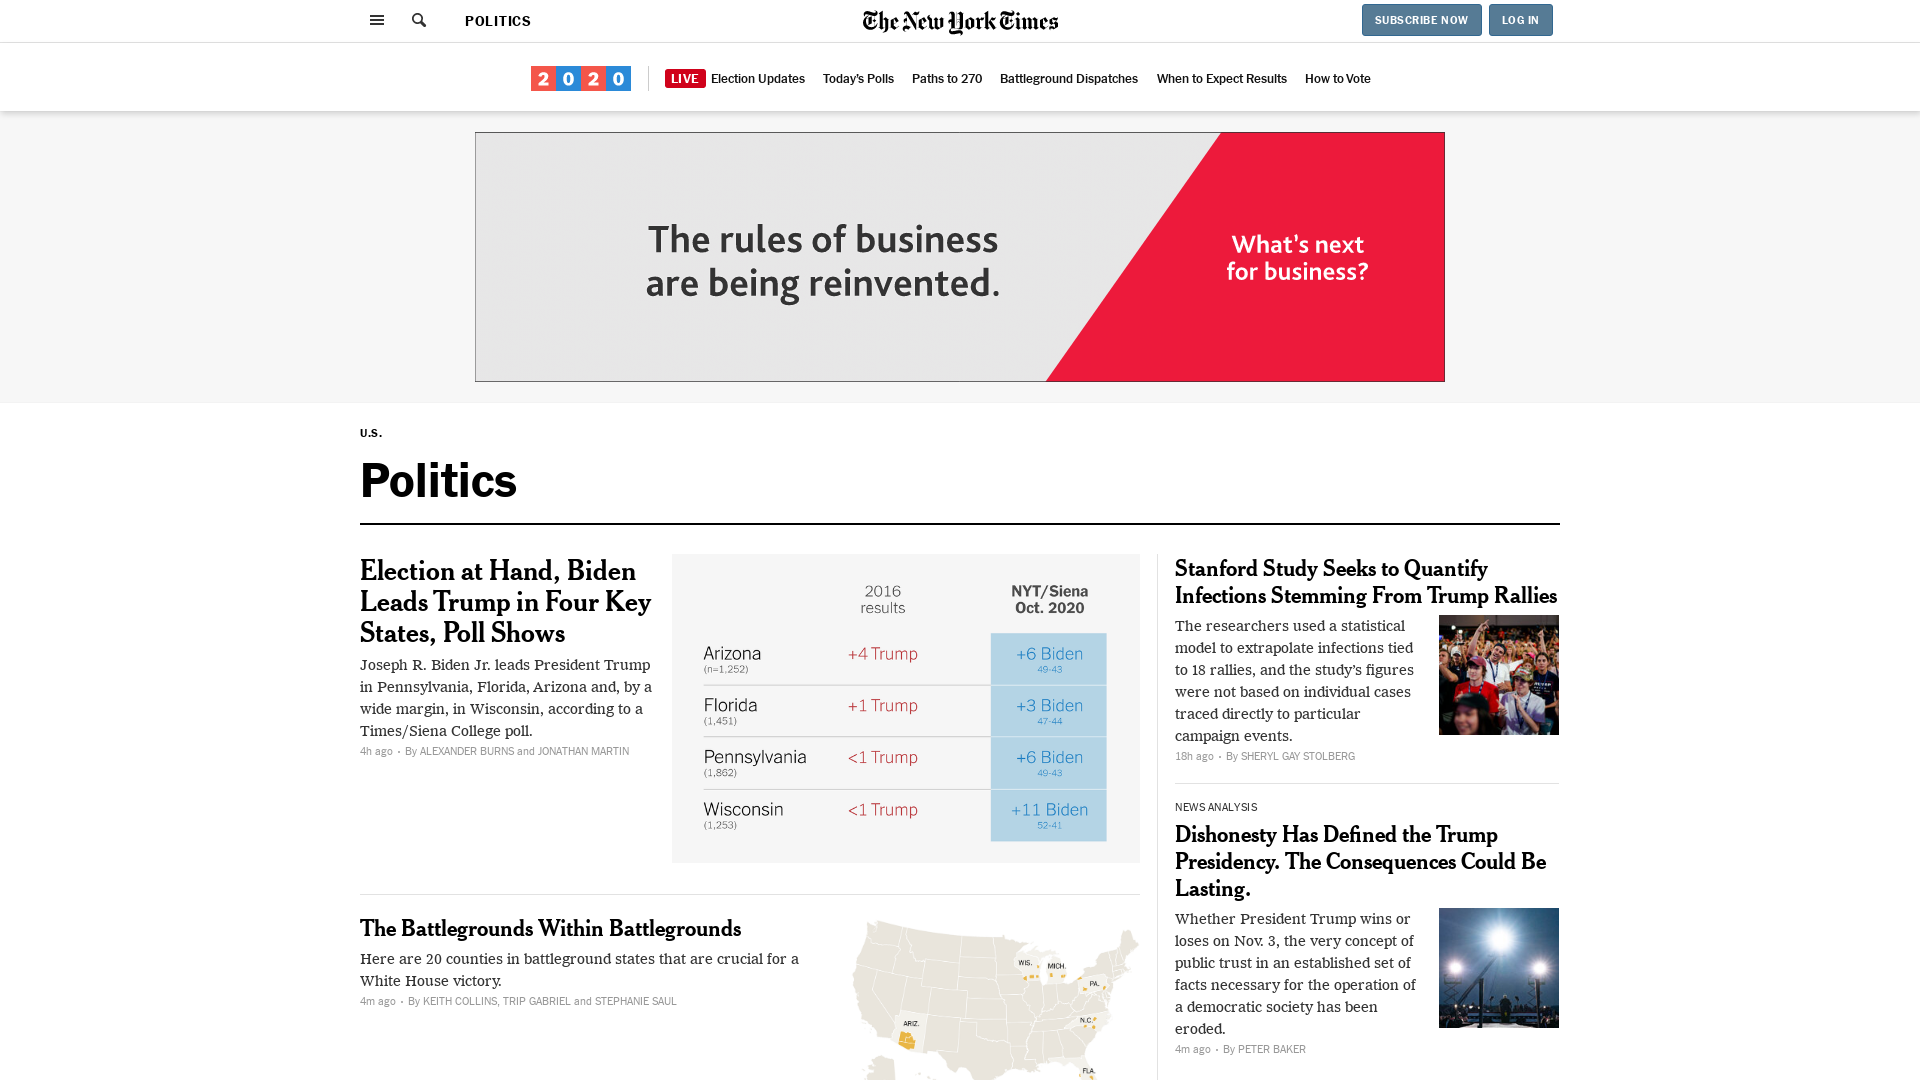 POLITICS
The New York Times
SUBSCRIBE NOW
LOG IN
2020
LIVE Election Updates
Today's Polls
Paths to 270
Battleground Dispatches
When to Expect Results
How to Vote
The rules of business
are being reinvented.
What's next
for business?
U.S.
Politics
Election at Hand, Biden
Leads Trump in Four Key
States, Poll Shows
Joseph R. Biden Jr. leads President Trump
in Pennsylvania, Florida, Arizona and, by a
wide margin, in Wisconsin, according to a
Times/Siena College poll.
4h ago • By ALEXANDER BURNS and JONATHAN MARTIN
2016
results
NYT/Siena
Oct. 2020
Arizona
(n=1,252)
+4 Trump
+6 Biden
49-43
Florida
(1,451)
+1 Trump
+3 Biden
47-44
Pennsylvania
(1,862)
<1 Trump
+6 Biden
49-43
Wisconsin
(1,253)
<1 Trump
+11 Biden
52-41
The Battlegrounds Within Battlegrounds
Here are 20 counties in battleground states that are crucial for a
White House victory.
4m ago • By KEITH COLLINS, TRIP GABRIEL and STEPHANIE SAUL
WIS.
MICH.
PA.
N.C.
ARIZ.
FLA.
Stanford Study Seeks to Quantify
Infections Stemming From Trump Rallies
The researchers used a statistical
model to extrapolate infections tied
to 18 rallies, and the study's figures
were not based on individual cases
traced directly to particular
campaign events.
18h ago • By SHERYL GAY STOLBERG
NEWS ANALYSIS
Dishonesty Has Defined the Trump
Presidency. The Consequences Could Be
Lasting.
Whether President Trump wins or
loses on Nov. 3, the very concept of
public trust in an established set of
facts necessary for the operation of
a democratic society has been
eroded.
4m ago • By PETER BAKER